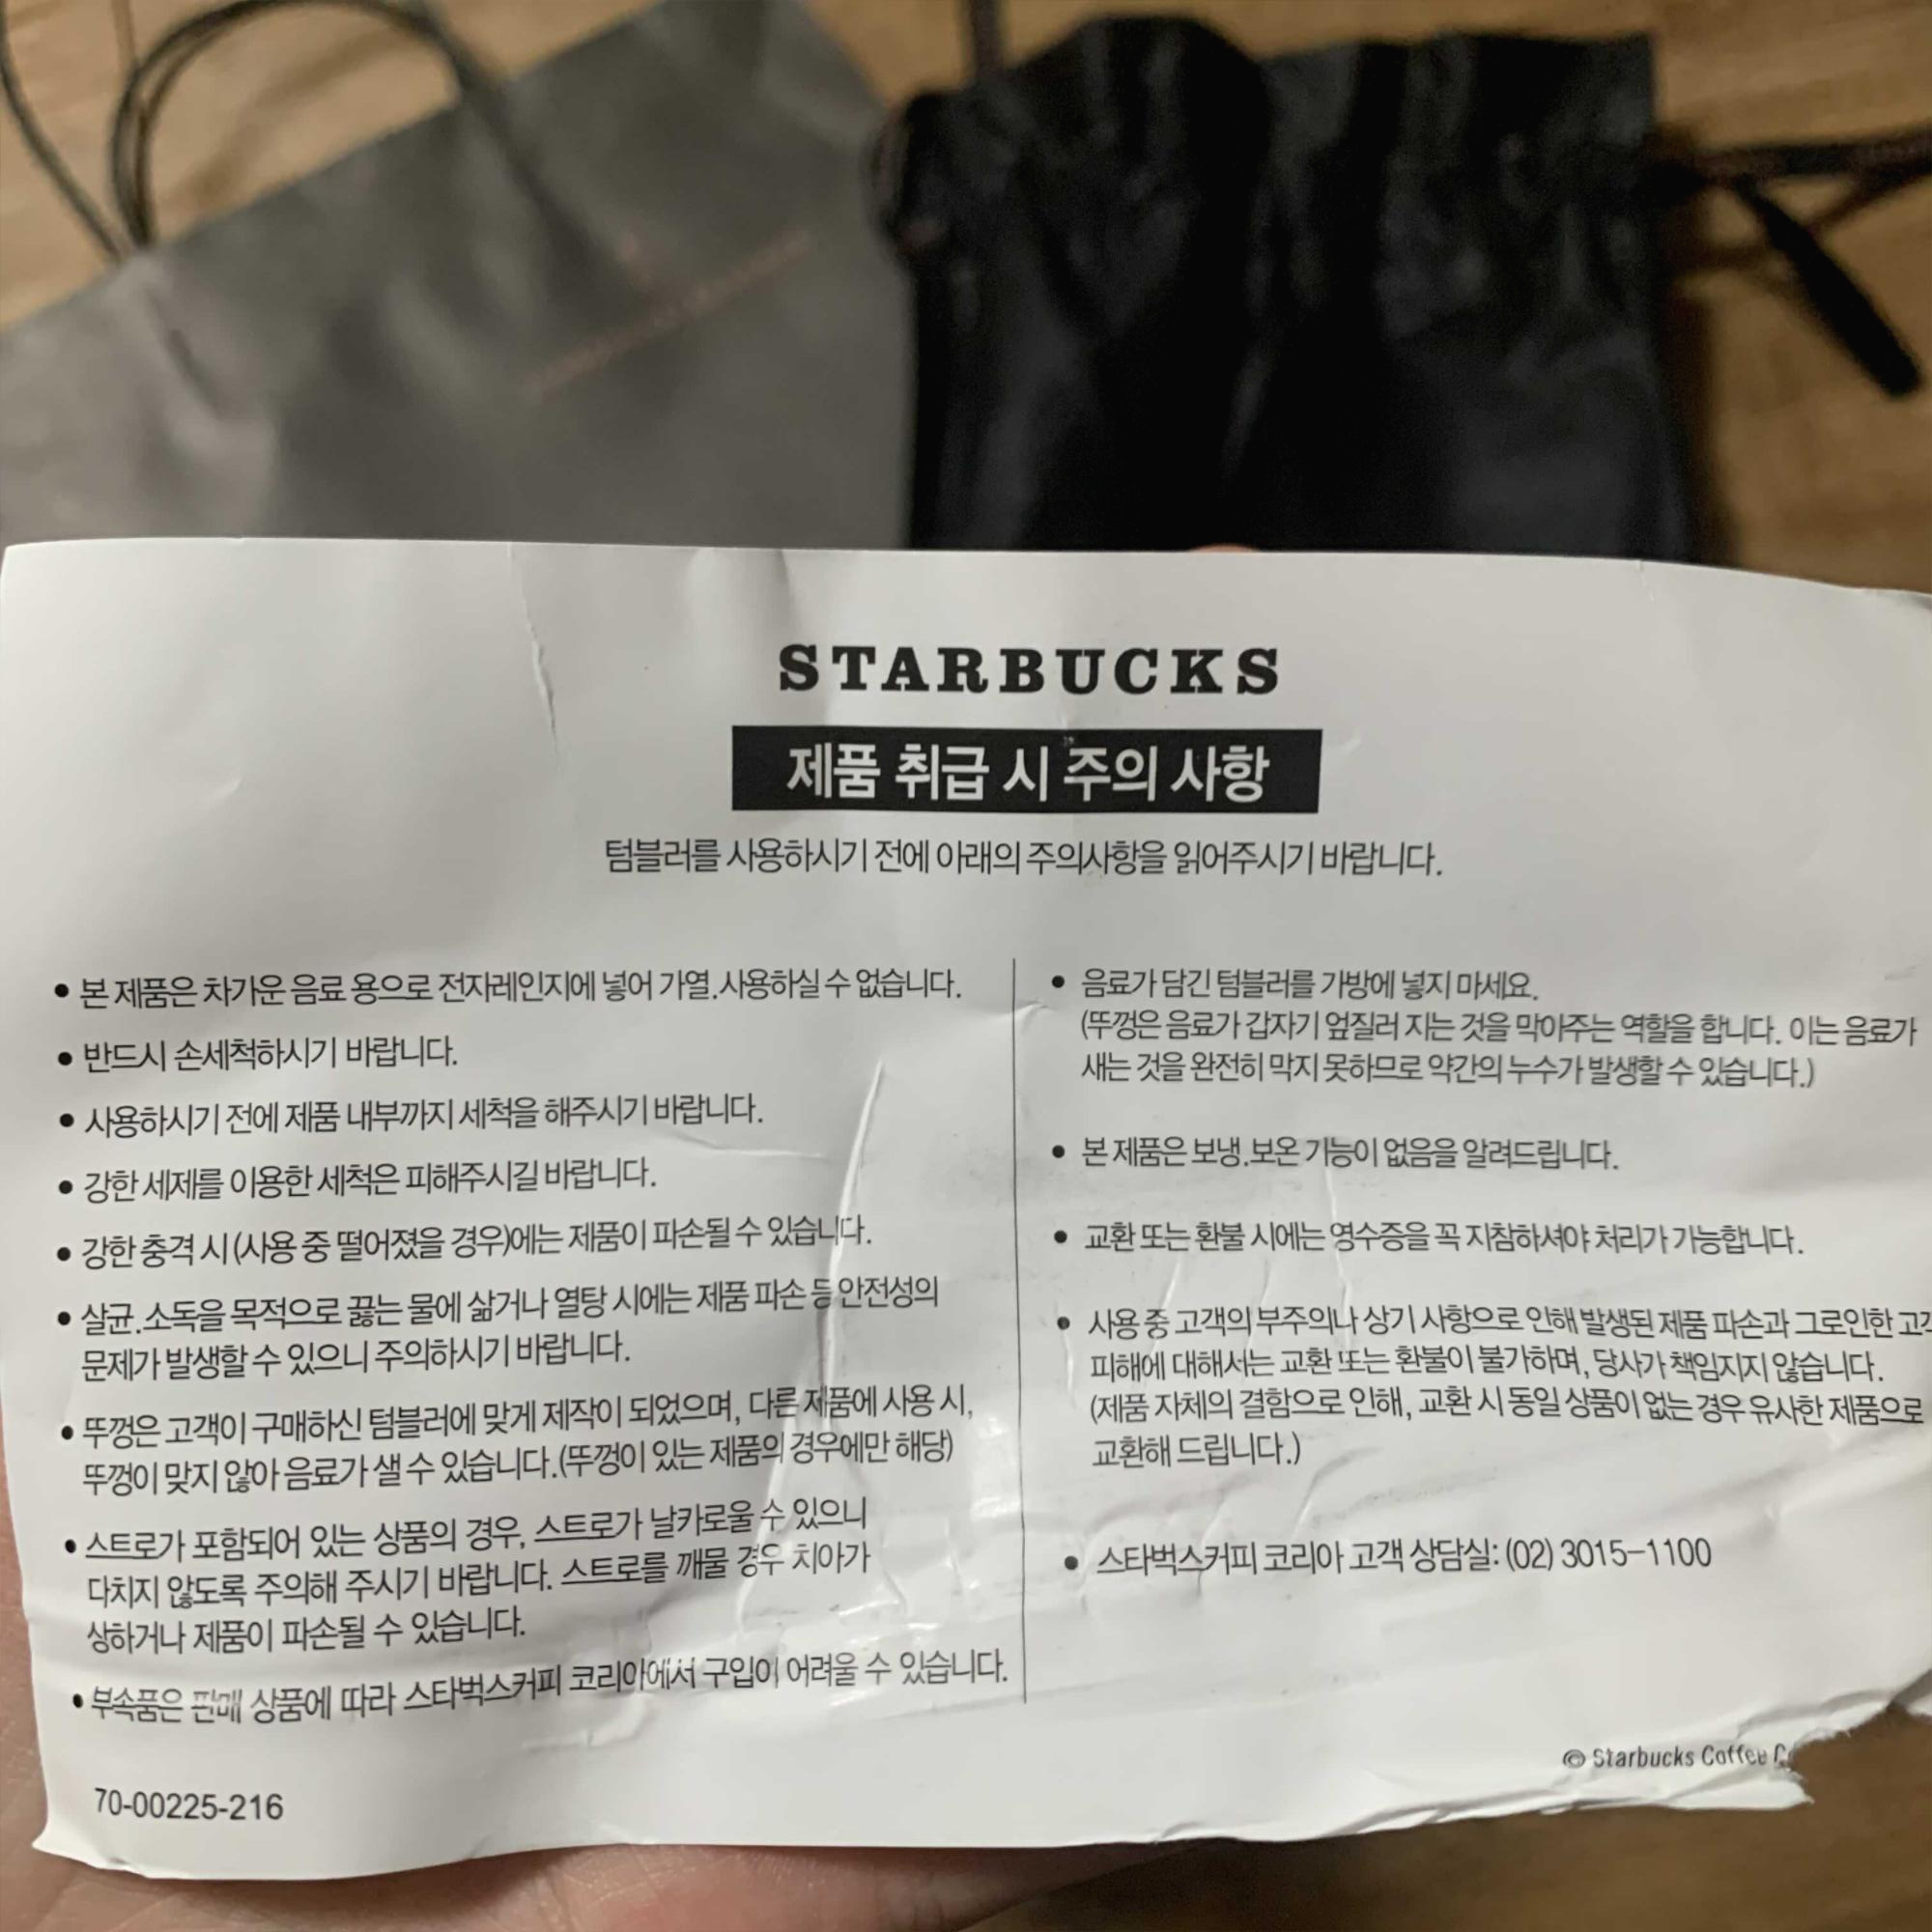 STARBUCKS
제품 취급 시 주의 사항
텀블러를 사용하시기 전에 아래의 주의사항을 읽어주시기 바랍니다.
• 본 제품은 차가운 음료 용으로 전자레인지에 넣어 가열.사용하실 수 없습니다.
• 반드시 손세척하시기 바랍니다.
• 사용하시기 전에 제품 내부까지 세척을 해주시기 바랍니다.
• 강한 세제를 이용한 세척은 피해주시길 바랍니다.
• 강한 충격 시 (사용 중 떨어졌을 경우)에는 제품이 파손될 수 있습니다.
• 살균.소독을 목적으로 끓는 물에 삶거나 열탕 시에는 제품 파손 등 안전성의
문제가 발생할 수 있으니 주의하시기 바랍니다.
• 뚜껑은 고객이 구매하신 텀블러에 맞게 제작이 되었으며, 다른 제품에 사용 시,
뚜껑이 맞지 않아 음료가 샐 수 있습니다.(뚜껑이 있는 제품의 경우에만 해당)
• 스트로가 포함되어 있는 상품의 경우, 스트로가 날카로울 수 있으니
다치지 않도록 주의해 주시기 바랍니다. 스트로를 깨물 경우 치아가
상하거나 제품이 파손될 수 있습니다.
• 부속품은 판매 상품에 따라 스타벅스커피 코리아에서 구입이 어려울 수 있습니다.
70-00225-216
• 음료가 담긴 텀블러를 가방에 넣지 마세요.
(뚜껑은 음료가 갑자기 엎질러 지는 것을 막아주는 역할을 합니다. 이는 음료가
새는 것을 완전히 막지 못하므로 약간의 누수가 발생할 수 있습니다.)
• 본 제품은 보냉.보온 기능이 없음을 알려드립니다.
• 교환 또는 환불 시에는 영수증을 꼭 지참하셔야 처리가 가능합니다.
• 사용 중 고객의 부주의나 상기 사항으로 인해 발생된 제품 파손과 그로인한
피해에 대해서는 교환 또는 환불이 불가하며, 당사가 책임지지 않습니다.
(제품 자체의 결함으로 인해, 교환 시 동일 상품이 없는 경우 유사한 제품으로
교환해 드립니다.)
• 스타벅스커피 코리아 고객 상담실: (02) 3015-1100
© Starbucks Coffee